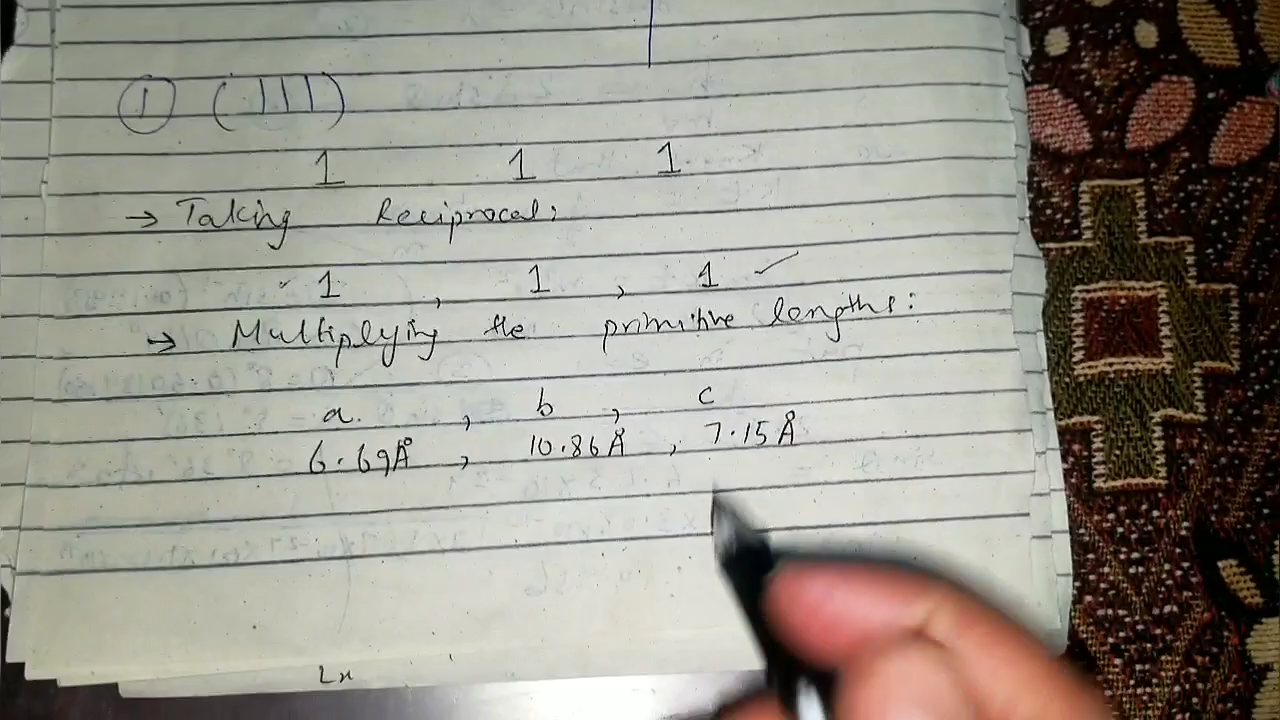 ① (111)
1 1 1
→ Taking Reciprocal:
1 , 1 , 1 ✓
→ Multiplying the primitive lengths:
a. , b , c
6.69Å , 10.86Å , 7.15Å